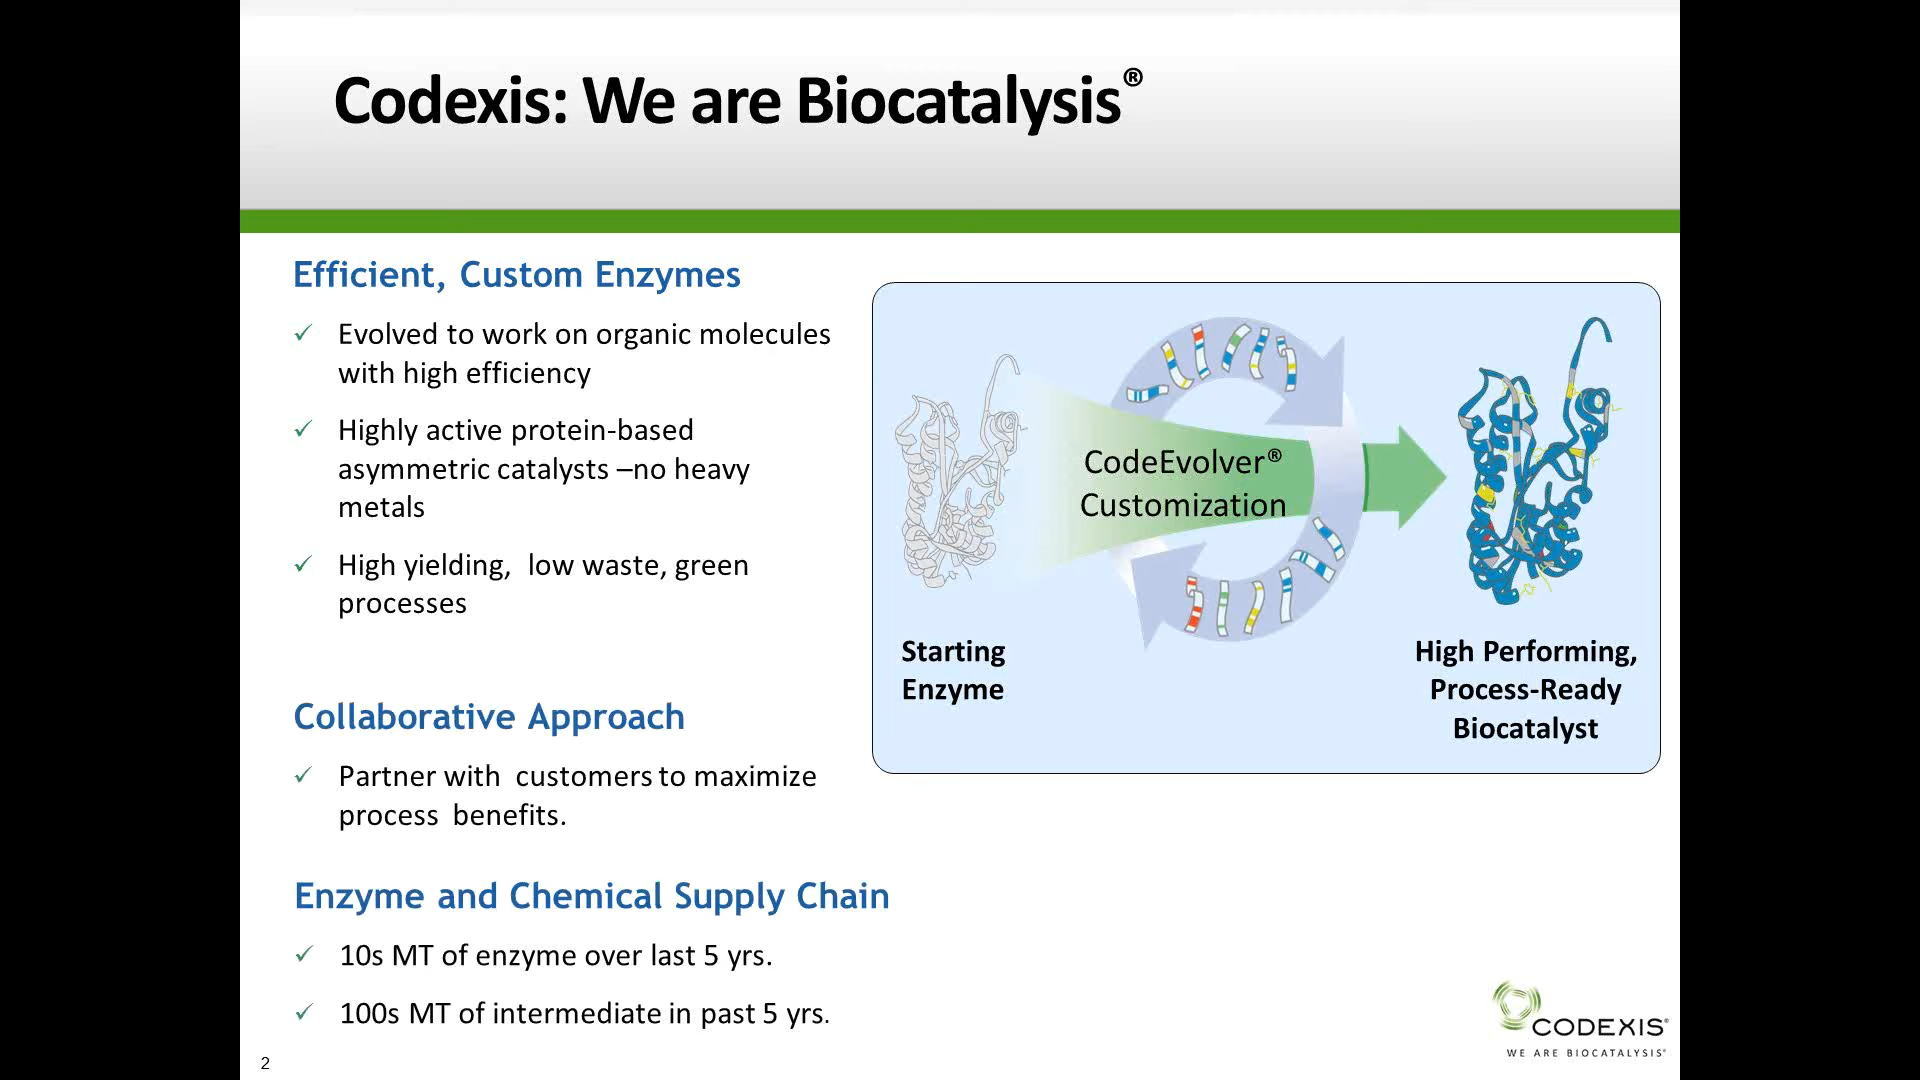 Codexis: We are Biocatalysis®
Efficient, Custom Enzymes
✓ Evolved to work on organic molecules
with high efficiency
✓ Highly active protein-based
asymmetric catalysts –no heavy
metals
✓ High yielding, low waste, green
processes
Collaborative Approach
✓ Partner with customers to maximize
process benefits.
Enzyme and Chemical Supply Chain
✓ 10s MT of enzyme over last 5 yrs.
✓ 100s MT of intermediate in past 5 yrs.
CodeEvolver®
Customization
Starting
Enzyme
High Performing,
Process-Ready
Biocatalyst
CODEXIS®
WE ARE BIOCATALYSIS®
2